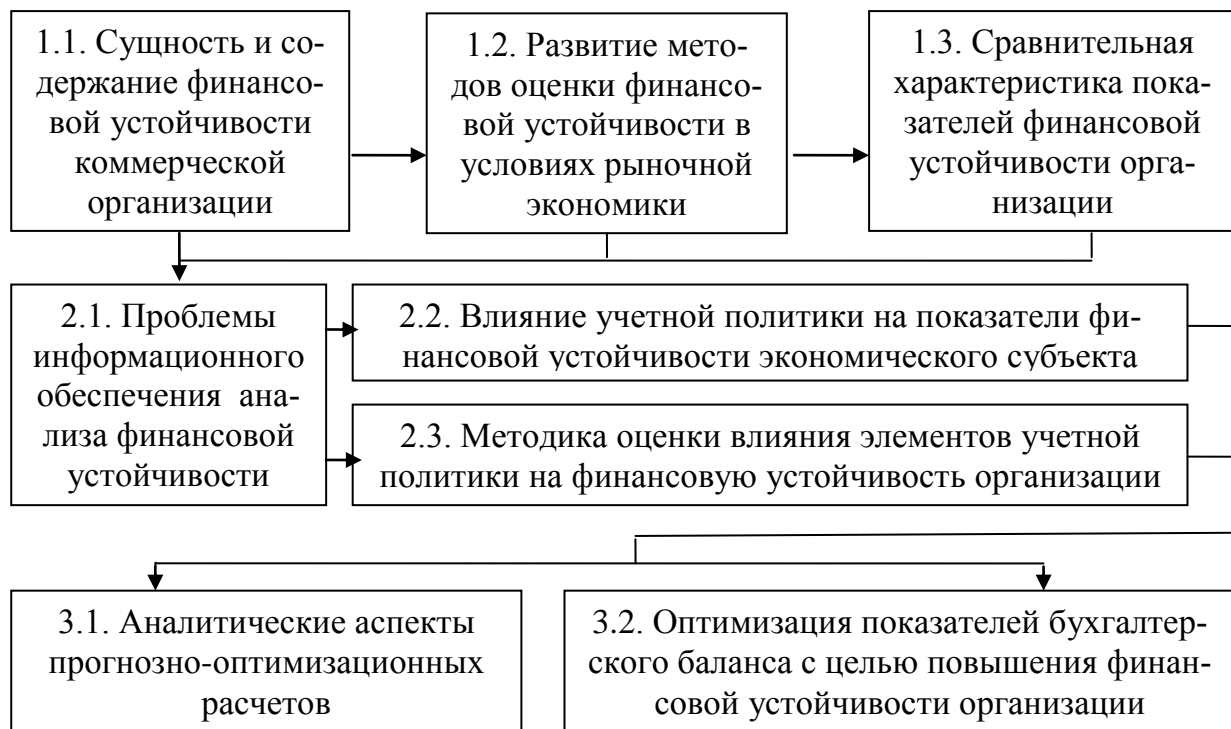 1.1. Сущность и со-
держание финансо-
вой устойчивости
коммерческой
организации
1.2. Развитие мето-
дов оценки финансо-
вой устойчивости в
условиях рыночной
экономики
1.3. Сравнительная
характеристика пока-
зателей финансовой
устойчивости орга-
низации
2.1. Проблемы
информационного
обеспечения ана-
лиза финансовой
устойчивости
2.2. Влияние учетной политики на показатели фи-
нансовой устойчивости экономического субъекта
2.3. Методика оценки влияния элементов учетной
политики на финансовую устойчивость организации
3.1. Аналитические аспекты
прогнозно-оптимизационных
расчетов
3.2. Оптимизация показателей бухгалтер-
ского баланса с целью повышения финан-
совой устойчивости организации